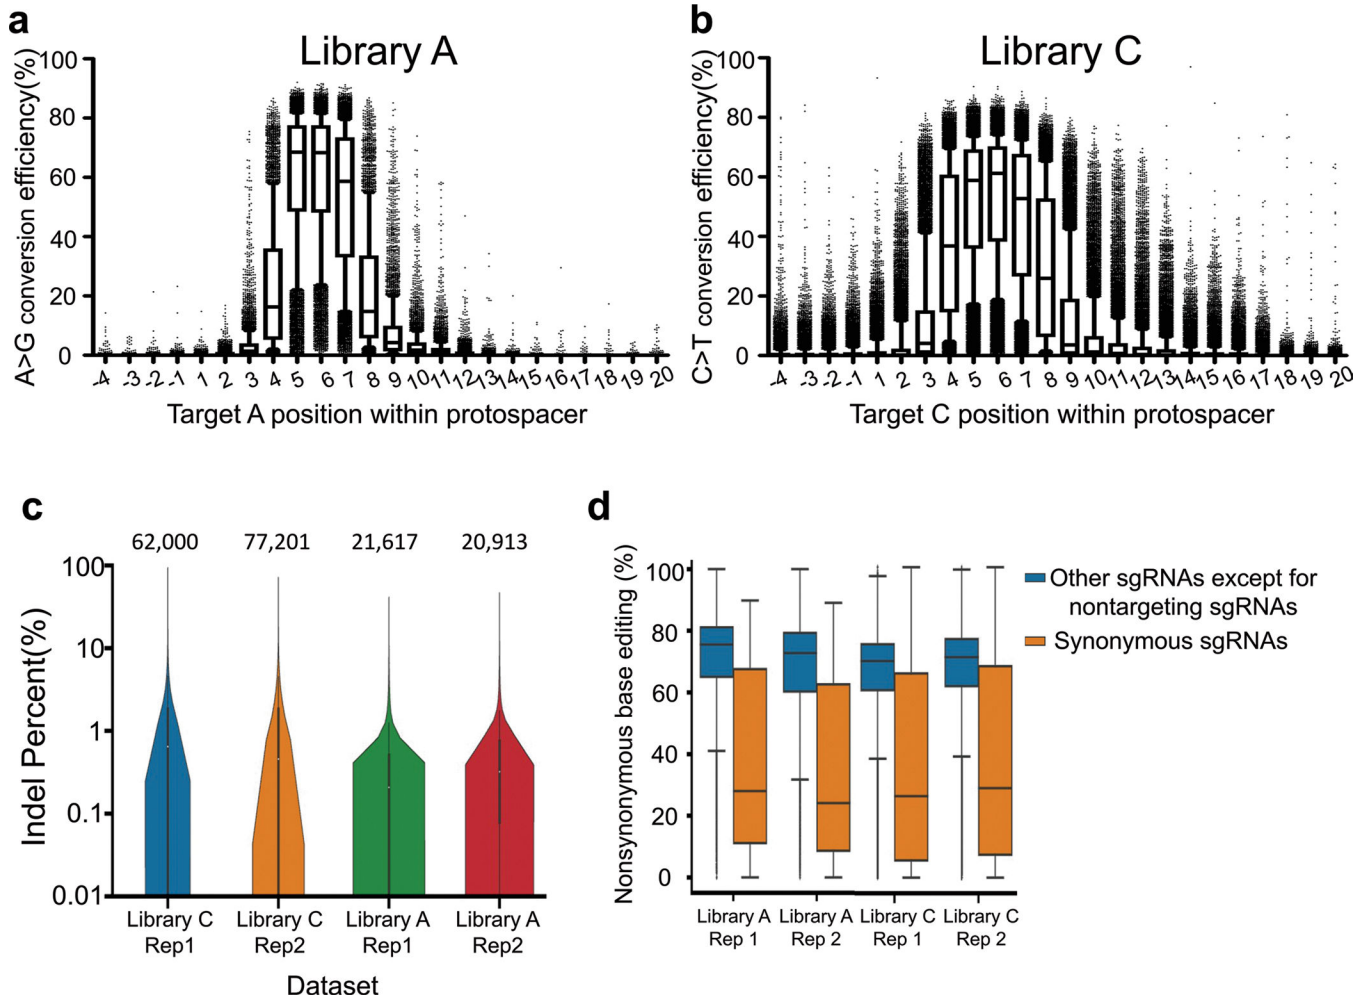 a
Library A
A>G conversion efficiency(%)
100
80
60
40
20
0
-4 -3 -2 -1 1 2 3 4 5 6 7 8 9 10 11 12 13 14 15 16 17 18 19 20
Target A position within protospacer
b
Library C
C>T conversion efficiency(%)
100
80
60
40
20
0
-4 -3 -2 -1 1 2 3 4 5 6 7 8 9 10 11 12 13 14 15 16 17 18 19 20
Target C position within protospacer
c
62,000 77,201 21,617 20,913
Indel Percent(%)
100
10
1
0.1
0.01
Library C Library C Library A Library A
Rep1 Rep2 Rep1 Rep2
Dataset
d
Nonsynonymous base editing (%)
100
80
60
40
20
0
Library A Library A Library C Library C
Rep 1 Rep 2 Rep 1 Rep 2
Other sgRNAs except for
nontargeting sgRNAs
Synonymous sgRNAs